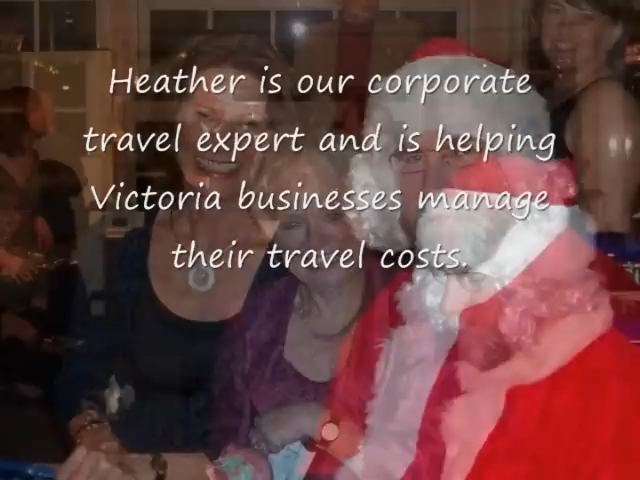 Heather is our corporate
travel expert and is helping
Victoria businesses manage
their travel costs.